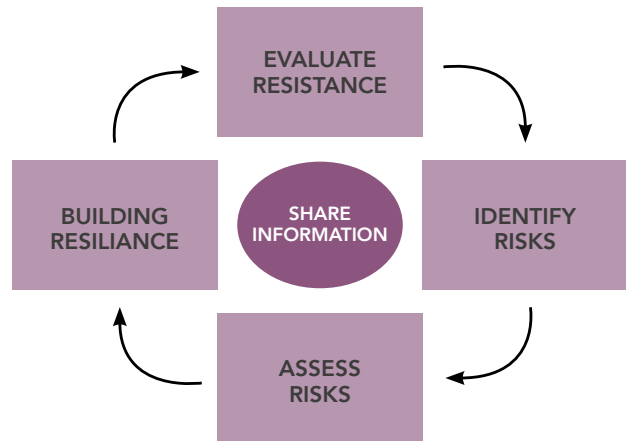 EVALUATE
RESISTANCE
BUILDING
RESILIANCE
SHARE
INFORMATION
IDENTIFY
RISKS
ASSESS
RISKS